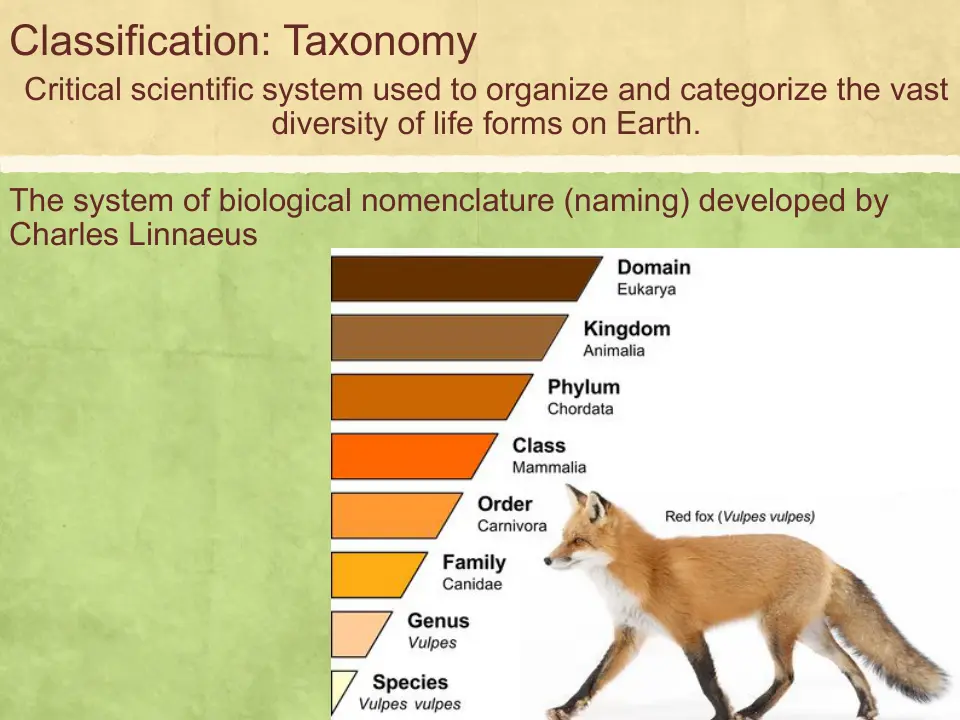 Classification: Taxonomy
Critical scientific system used to organize and categorize the vast
diversity of life forms on Earth.
The system of biological nomenclature (naming) developed by
Charles Linnaeus
Domain
Eukarya
Kingdom
Animalia
Phylum
Chordata
Class
Mammalia
Order
Carnivora
Red fox (Vulpes vulpes)
Family
Canidae
Genus
Vulpes
Species
Vulpes vulpes